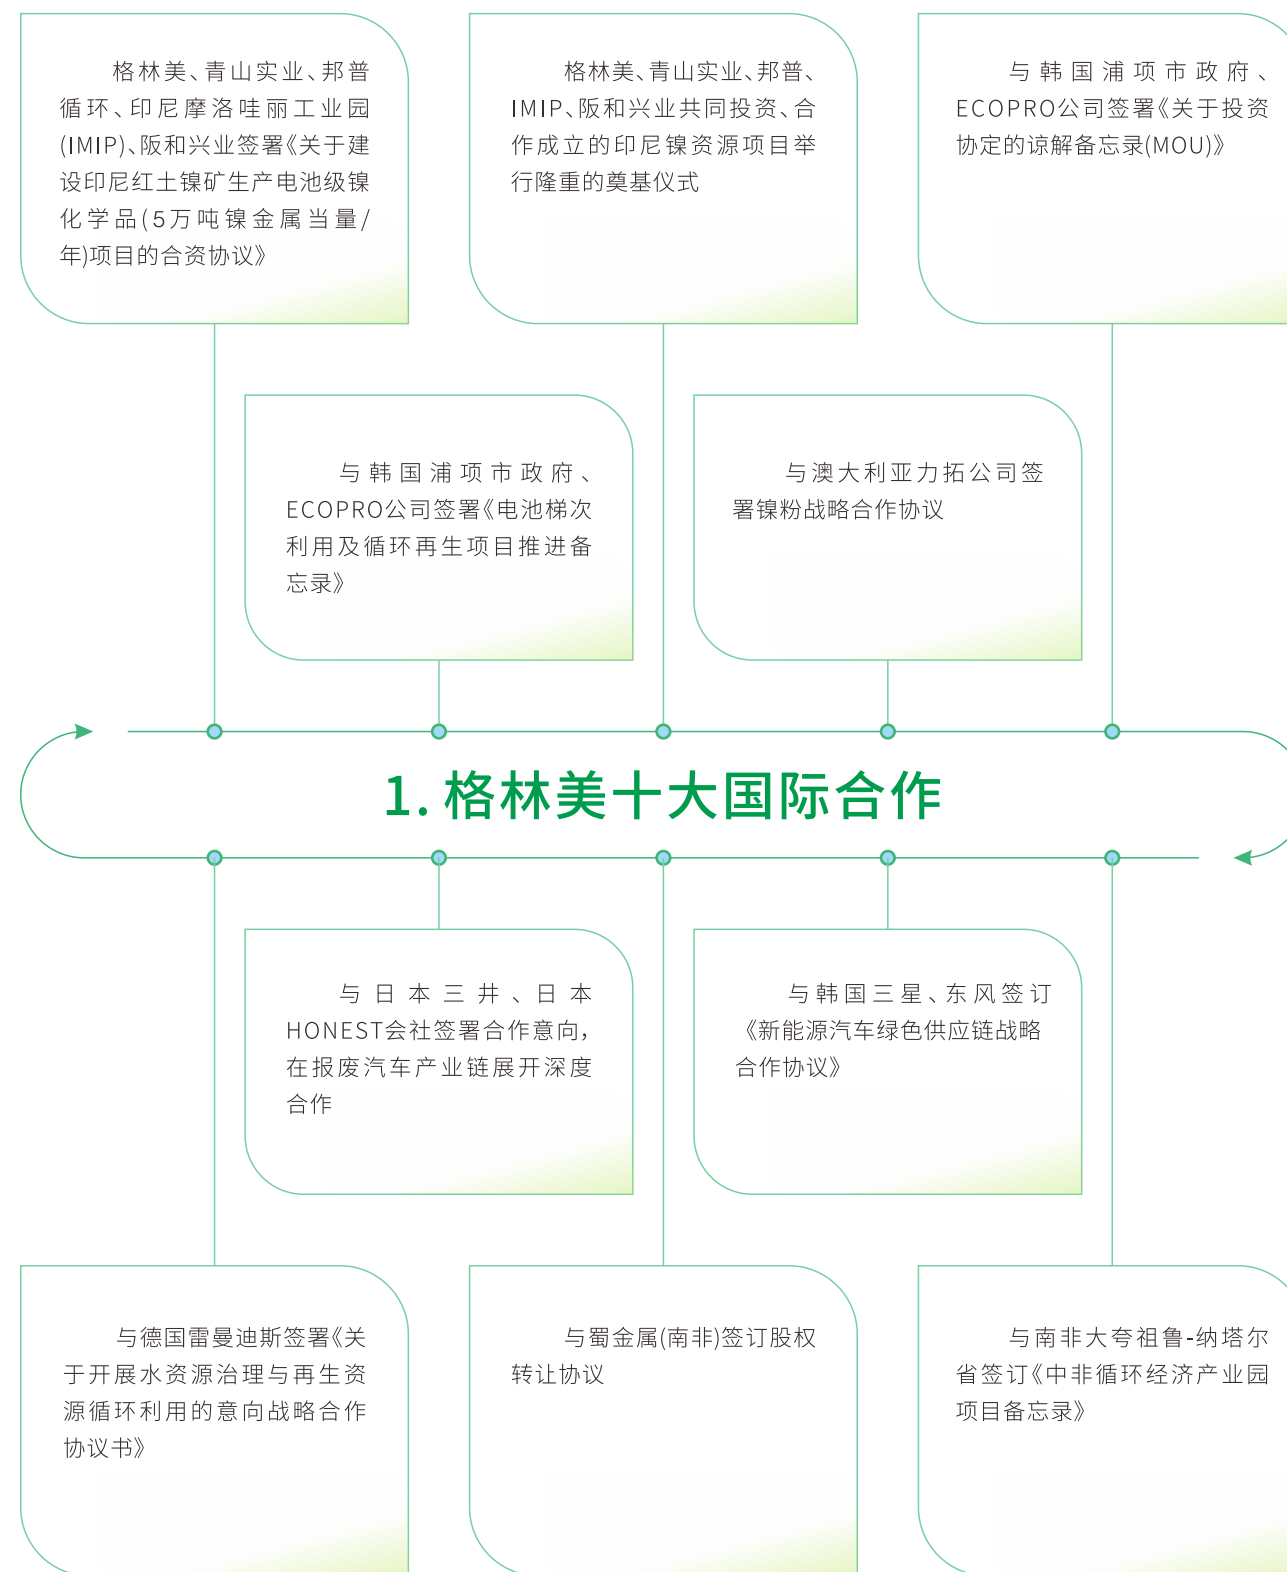 格林美、青山实业、邦普
循环、印尼摩洛哇丽工业园
(IMIP)、阪和兴业签署《关于建
设印尼红土镍矿生产电池级镍
化学品(5万吨镍金属当量/
年)项目的合资协议》
格林美、青山实业、邦普、
IMIP、阪和兴业共同投资、合
作成立的印尼镍资源项目举
行隆重的奠基仪式
与韩国浦项市政府、
ECOPRO公司签署《关于投资
协定的谅解备忘录(MOU)》
与韩国浦项市政府、
ECOPRO公司签署《电池梯次
利用及循环再生项目推进备
忘录》
与澳大利亚力拓公司签
署镍粉战略合作协议
1. 格林美十大国际合作
与日本三井、日本
HONEST会社签署合作意向,
在报废汽车产业链展开深度
合作
与韩国三星、东风签订
《新能源汽车绿色供应链战略
合作协议》
与德国雷曼迪斯签署《关
于开展水资源治理与再生资
源循环利用的意向战略合作
协议书》
与蜀金属(南非)签订股权
转让协议
与南非大夸祖鲁-纳塔尔
省签订《中非循环经济产业园
项目备忘录》